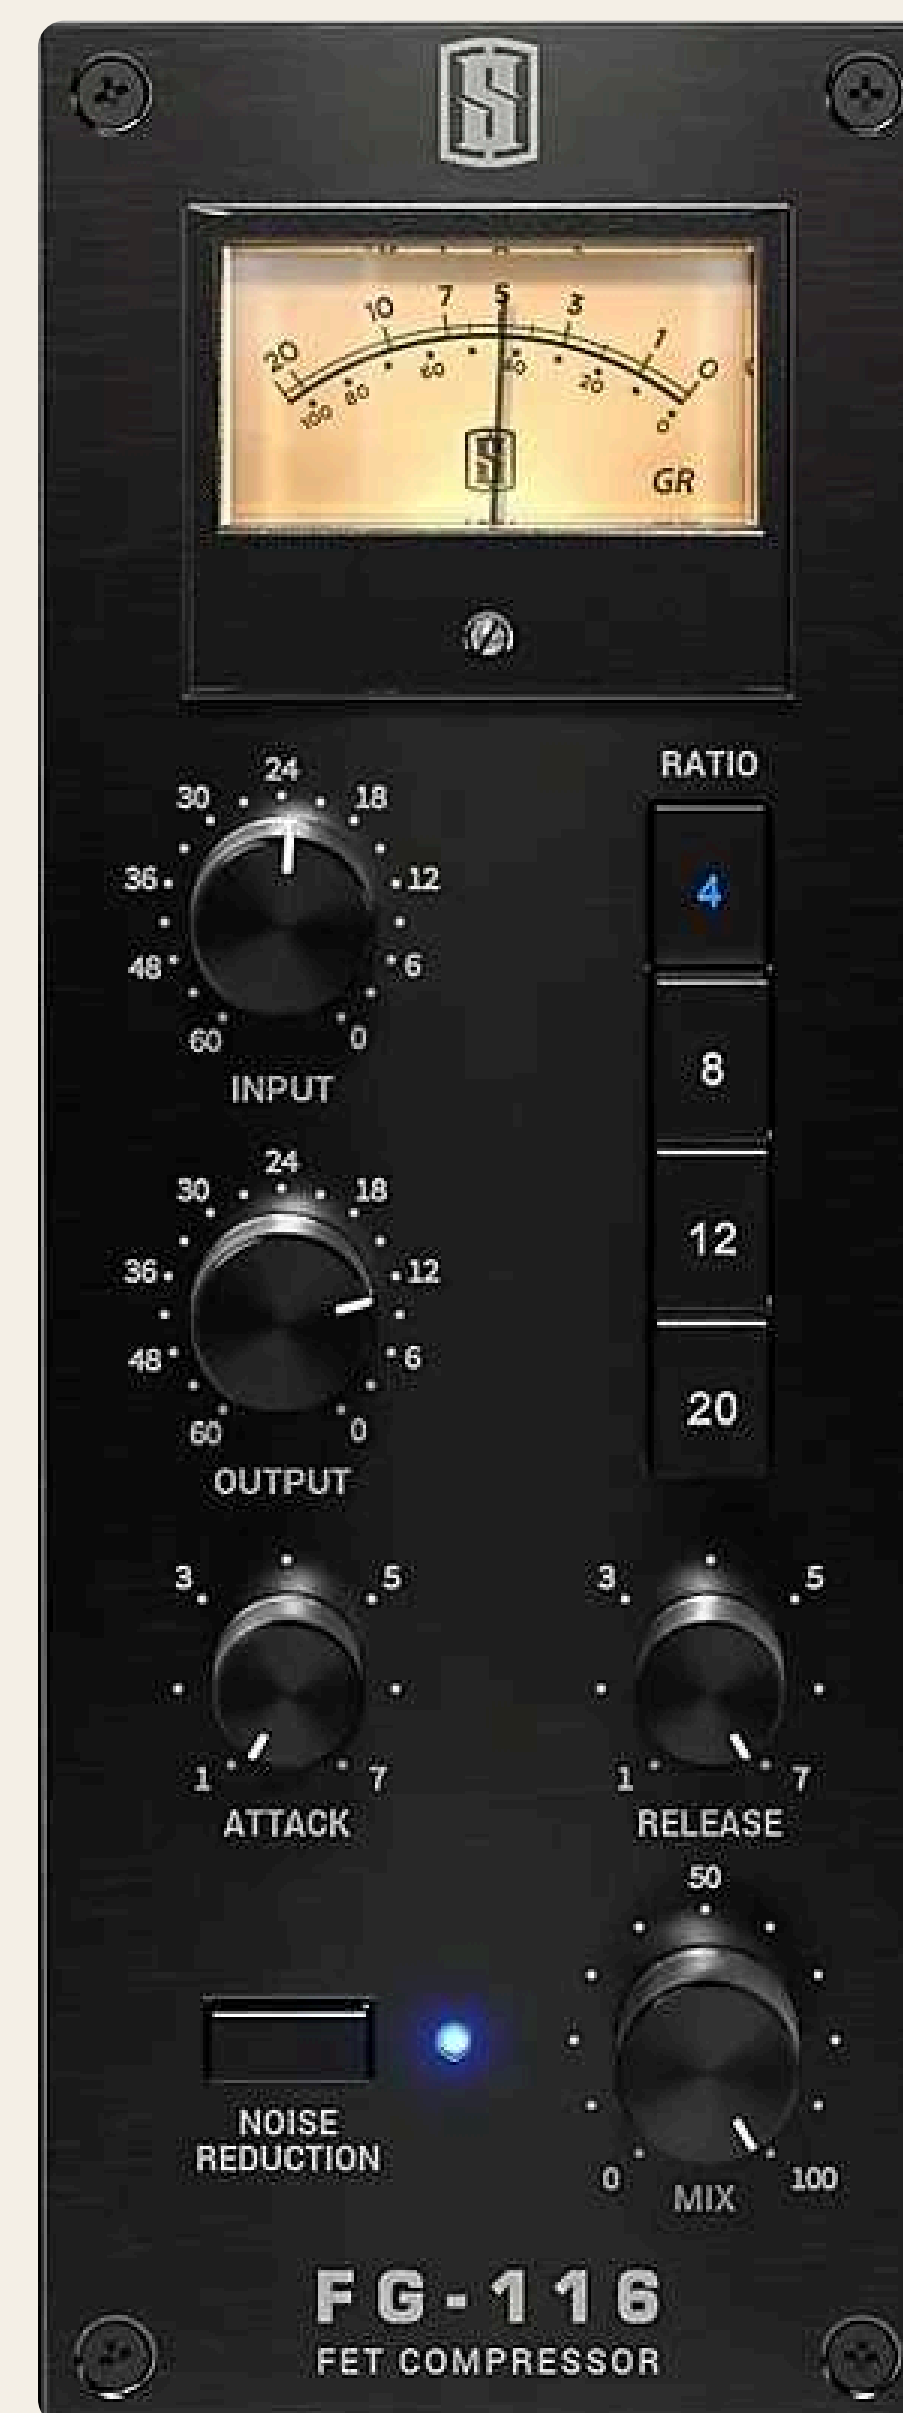 S
20 10 7 5 3 1 0
100 80 60 40 20 0
S
GR
24
30 18
36 12
48 6
60 0
INPUT
RATIO
4
8
12
20
24
30 18
36 12
48 6
60 0
OUTPUT
3 5
1 7
ATTACK
3 5
1 7
RELEASE
50
0 100
MIX
NOISE
REDUCTION
FG-116
FET COMPRESSOR